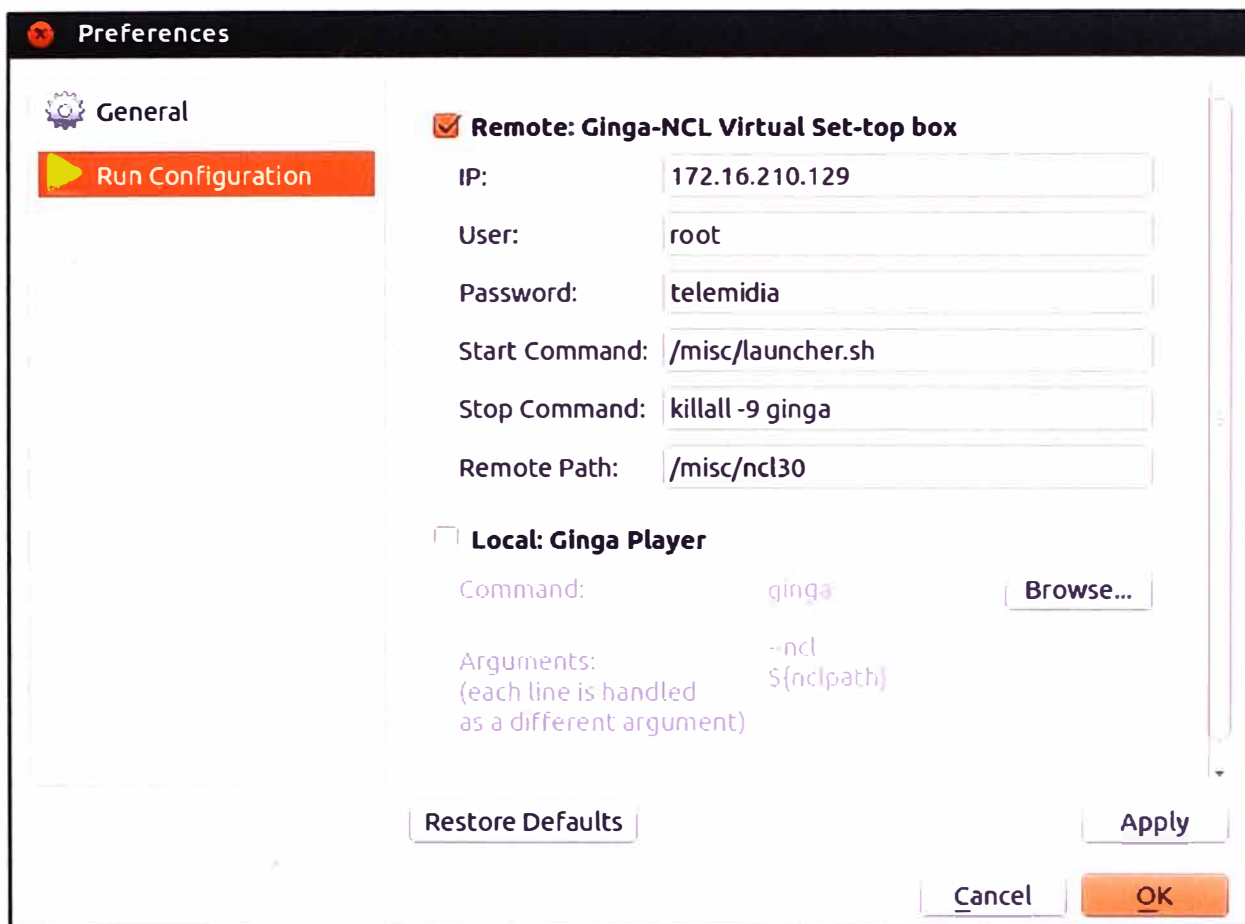 Preferences
General
Run Configuration
Remote: Ginga-NCL Virtual Set-top box
IP: 172.16.210.129
User: root
Password: telemidia
Start Command: /misc/launcher.sh
Stop Command: killall -9 ginga
Remote Path: /misc/ncl30
Local: Ginga Player
Command: ginga Browse...
Arguments: --ncl
(each line is handled ${nclpath}
as a different argument)
Restore Defaults Apply
Cancel OK